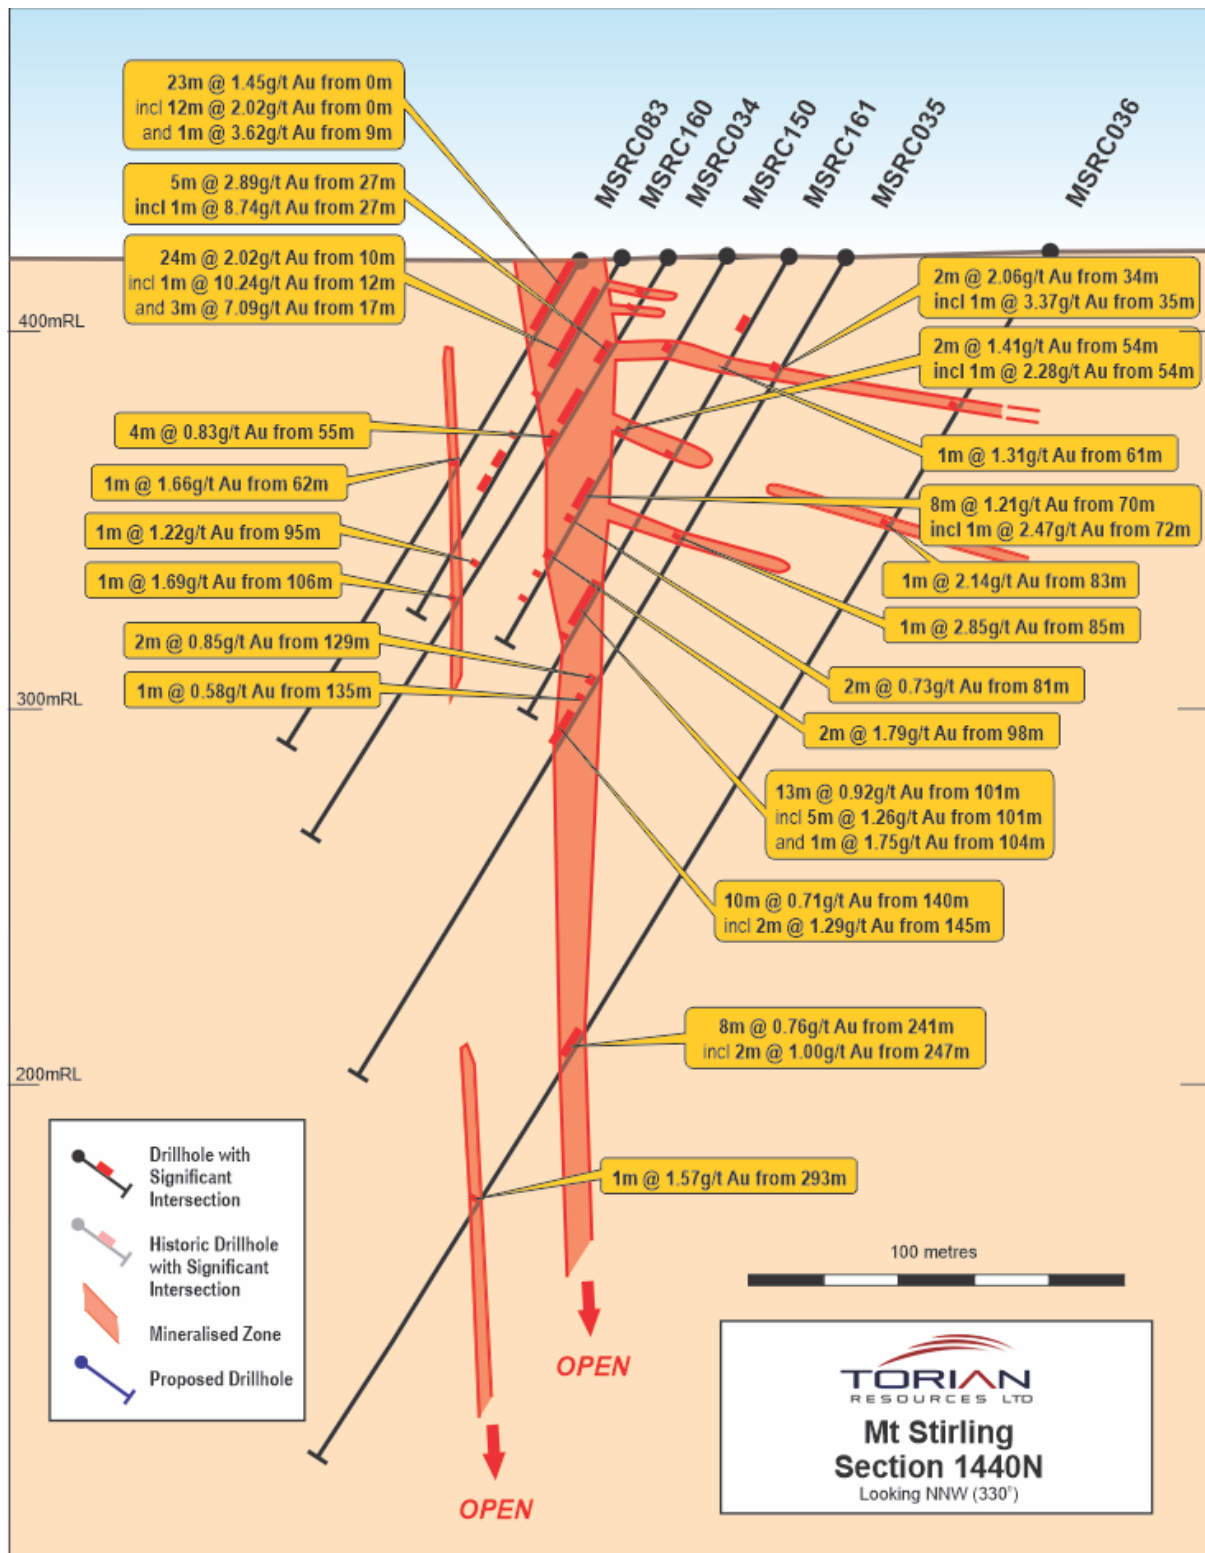 23m @ 1.45g/t Au from 0m
incl 12m @ 2.02g/t Au from 0m
and 1m @ 3.62g/t Au from 9m
5m @ 2.89g/t Au from 27m
incl 1m @ 8.74g/t Au from 27m
24m @ 2.02g/t Au from 10m
incl 1m @ 10.24g/t Au from 12m
and 3m @ 7.09g/t Au from 17m
MSRC083
MSRC160
MSRC034
MSRC150
MSRC161
MSRC035
MSRC036
2m @ 2.06g/t Au from 34m
incl 1m @ 3.37g/t Au from 35m
400mRL
2m @ 1.41g/t Au from 54m
incl 1m @ 2.28g/t Au from 54m
4m @ 0.83g/t Au from 55m
1m @ 1.31g/t Au from 61m
1m @ 1.66g/t Au from 62m
8m @ 1.21g/t Au from 70m
incl 1m @ 2.47g/t Au from 72m
1m @ 1.22g/t Au from 95m
1m @ 1.69g/t Au from 106m
1m @ 2.14g/t Au from 83m
1m @ 2.85g/t Au from 85m
2m @ 0.85g/t Au from 129m
1m @ 0.58g/t Au from 135m
2m @ 0.73g/t Au from 81m
300mRL
2m @ 1.79g/t Au from 98m
13m @ 0.92g/t Au from 101m
incl 5m @ 1.26g/t Au from 101m
and 1m @ 1.75g/t Au from 104m
10m @ 0.71g/t Au from 140m
incl 2m @ 1.29g/t Au from 145m
8m @ 0.76g/t Au from 241m
incl 2m @ 1.00g/t Au from 247m
200mRL
1m @ 1.57g/t Au from 293m
Drillhole with
Significant
Intersection
Historic Drillhole
with Significant
Intersection
Mineralised Zone
Proposed Drillhole
100 metres
OPEN
OPEN
TORIAN
RESOURCES LTD
Mt Stirling
Section 1440N
Looking NNW (330°)